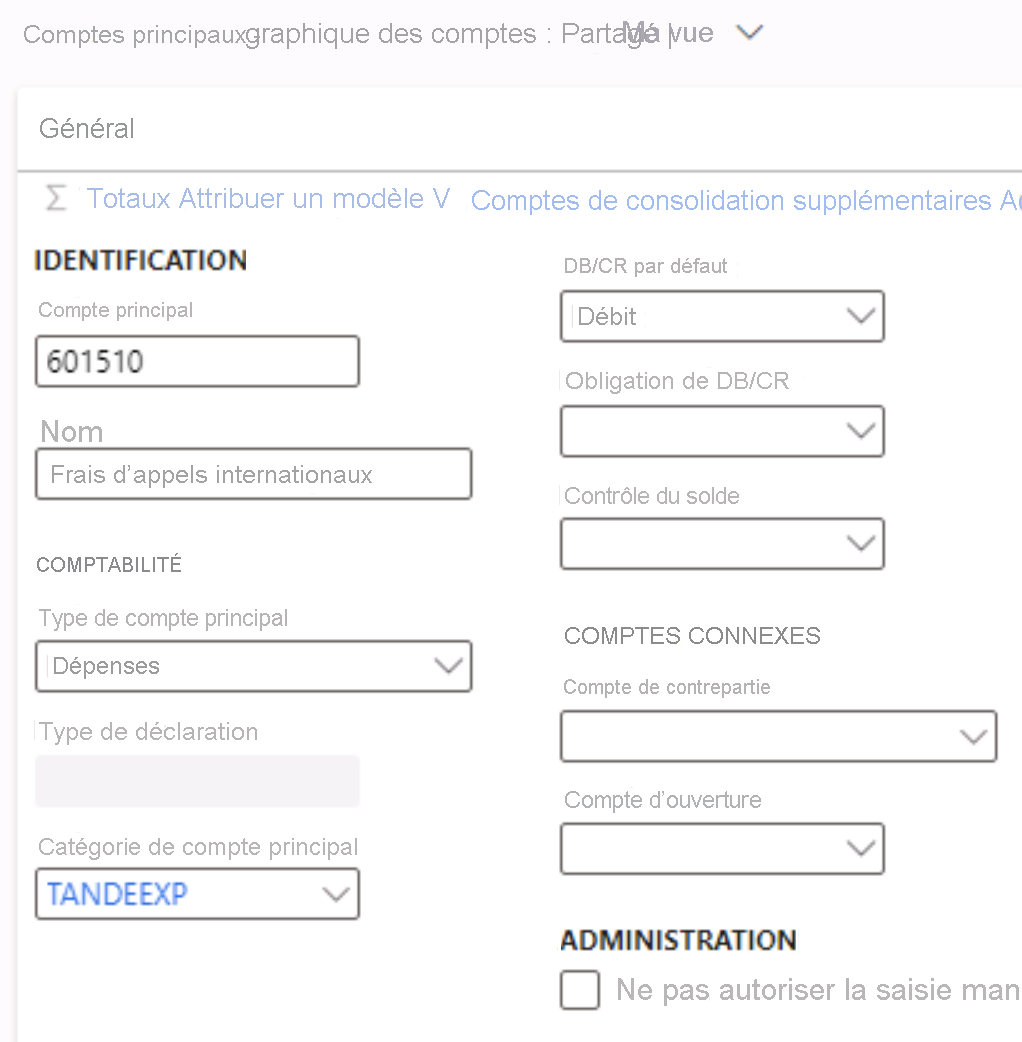 Comptes principaux - graphique des comptes : Partagé | Ma vue
Général
Totaux Attribuer un modèle V Comptes de consolidation supplémentaires
IDENTIFICATION
Compte principal
601510
Nom
Frais d’appels internationaux
COMPTABILITÉ
Type de compte principal
Dépenses
Type de déclaration
Catégorie de compte principal
TANDEEXP
DB/CR par défaut
Débit
Obligation de DB/CR
Contrôle du solde
COMPTES CONNEXES
Compte de contrepartie
Compte d’ouverture
ADMINISTRATION
Ne pas autoriser la saisie man